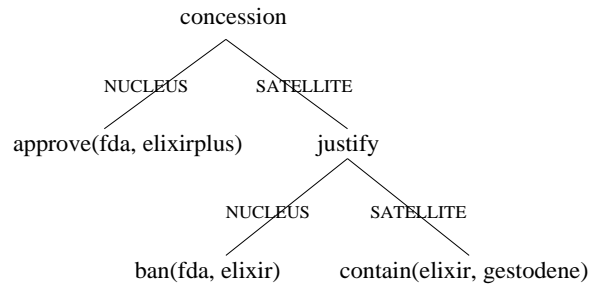 concession
NUCLEUS SATELLITE
approve(fda, elixirplus) justify
NUCLEUS SATELLITE
ban(fda, elixir) contain(elixir, gestodene)